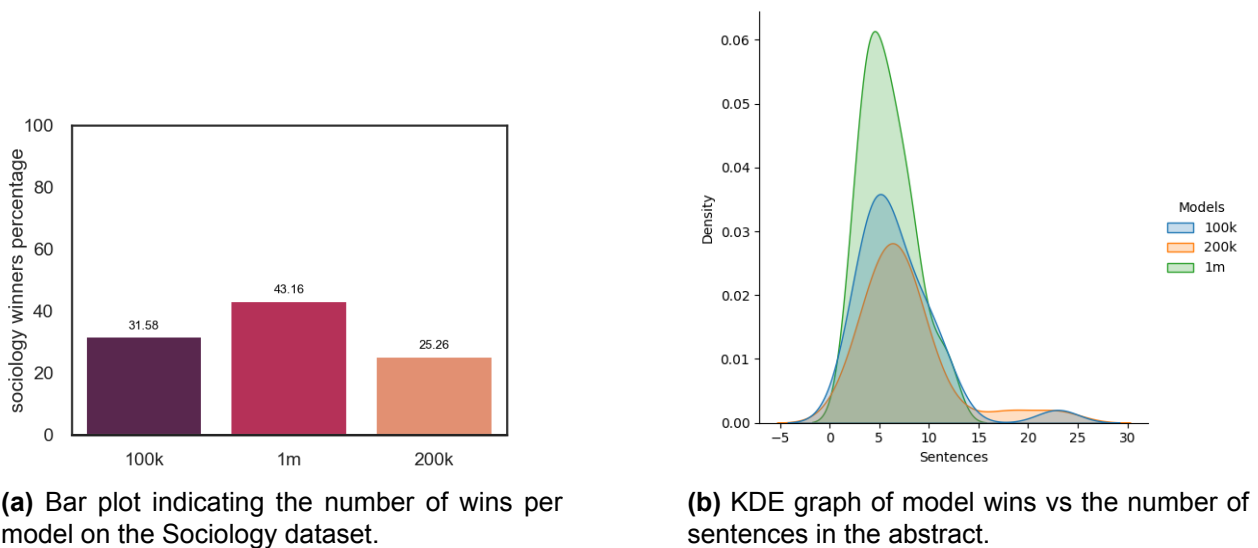 sociology winners percentage
100
80
60
40
20
0
31.58
43.16
25.26
100k
1m
200k
(a) Bar plot indicating the number of wins per
model on the Sociology dataset.
Density
0.06
0.05
0.04
0.03
0.02
0.01
0.00
−5
0
5
10
15
20
25
30
Sentences
Models
100k
200k
1m
(b) KDE graph of model wins vs the number of
sentences in the abstract.